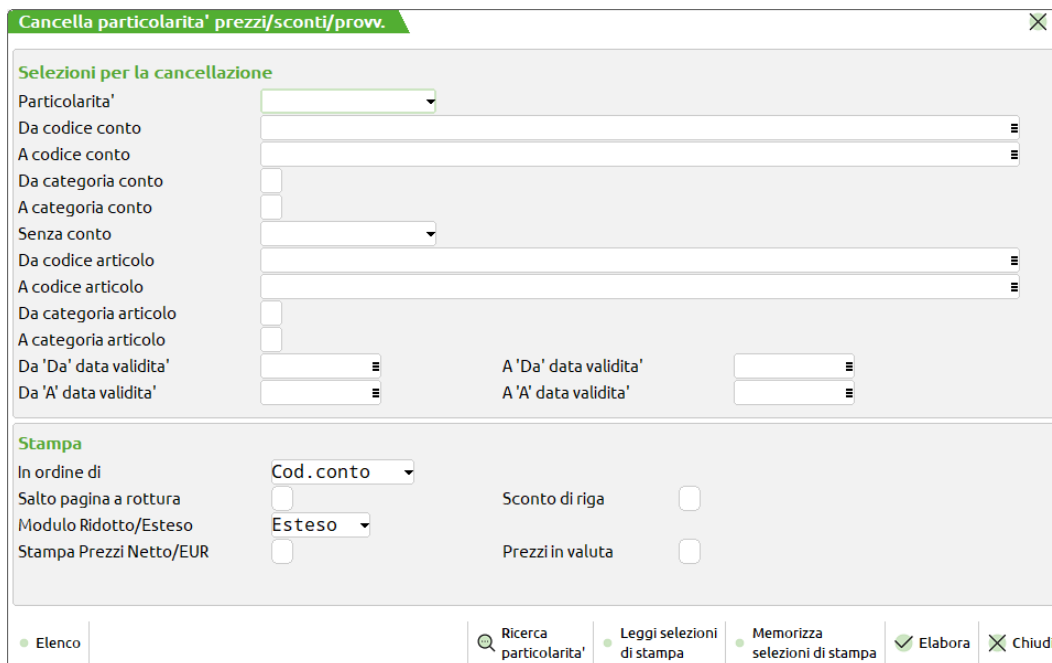 Cancella particolarita' prezzi/sconti/provv.
Selezioni per la cancellazione
Particolarita'
Da codice conto
A codice conto
Da categoria conto
A categoria conto
Senza conto
Da codice articolo
A codice articolo
Da categoria articolo
A categoria articolo
Da 'Da' data validita' A 'Da' data validita'
Da 'A' data validita' A 'A' data validita'
Stampa
In ordine di Cod.conto
Salto pagina a rottura Sconto di riga
Modulo Ridotto/Esteso Esteso
Stampa Prezzi Netto/EUR Prezzi in valuta
Elenco
Ricerca particolarita'
Leggi selezioni di stampa
Memorizza selezioni di stampa
Elabora
Chiudi